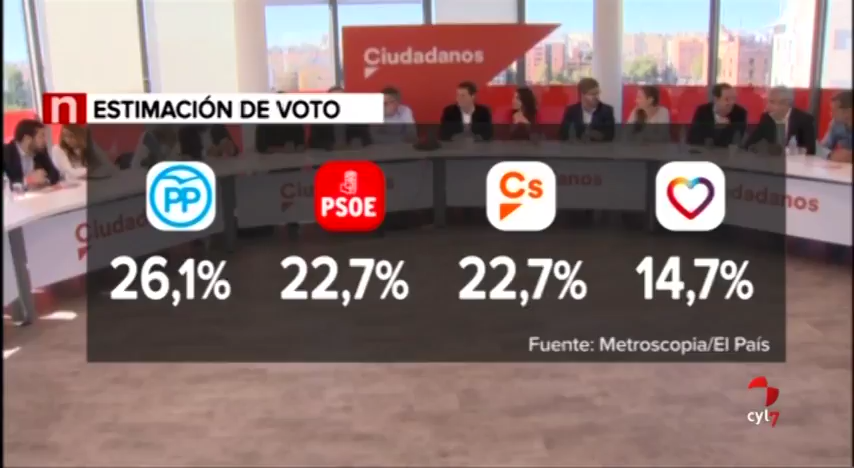 Ciudadanos
n ESTIMACIÓN DE VOTO
PP
PSOE
Cs
26,1%
22,7%
22,7%
14,7%
Ciudadanos
Fuente: Metroscopia/El País
cyl7